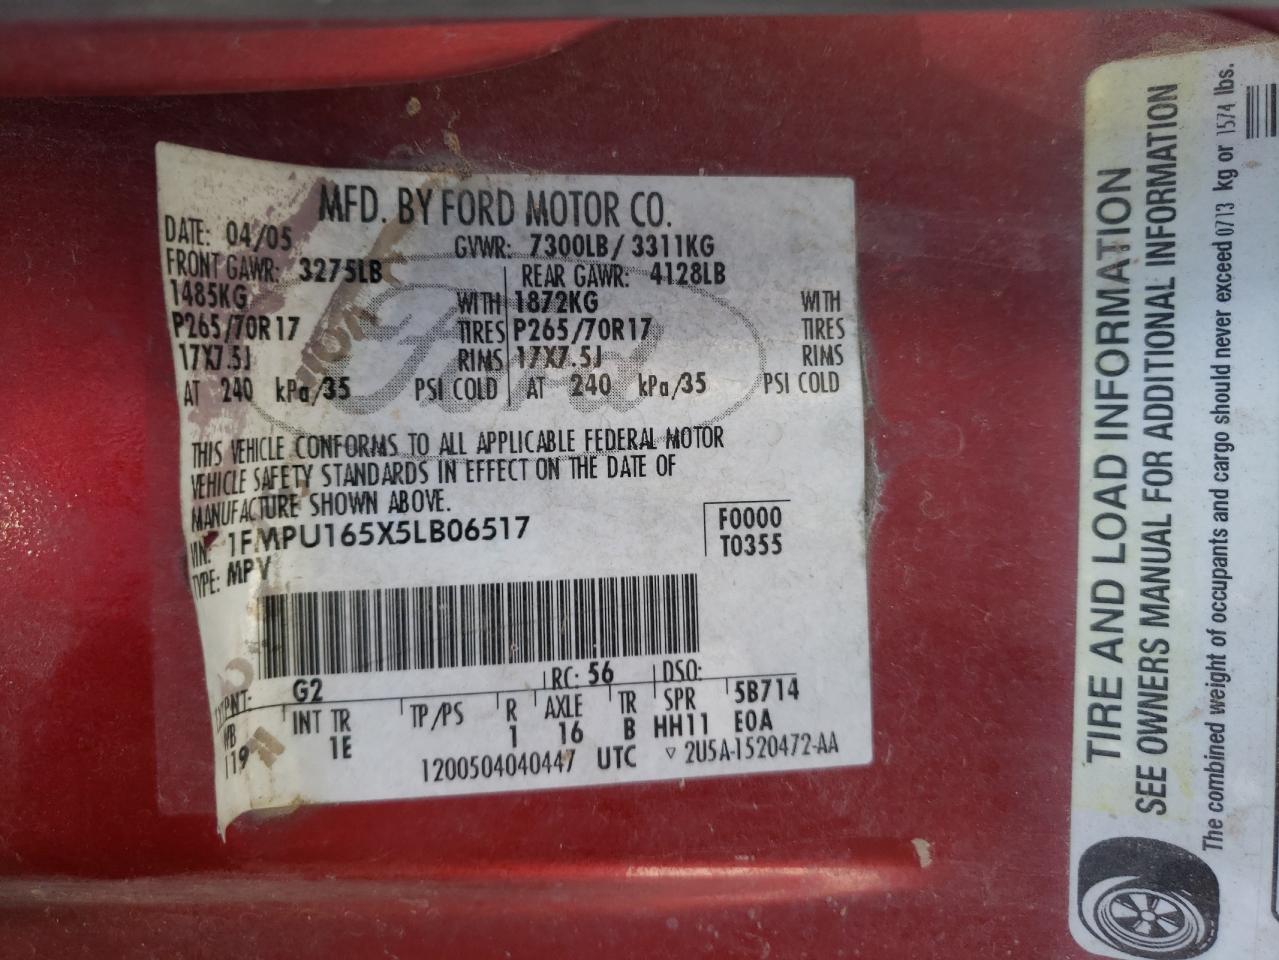 MFD. BY FORD MOTOR CO.
DATE: 04/05 GVWR: 7300LB/ 3311KG
FRONT GAWR: 3275LB REAR GAWR: 4128LB
1485KG WITH 1872KG WITH
P265/70R17 TIRES P265/70R17 TIRES
17X7.5J RIMS 17X7.5J RIMS
AT 240 kPa/35 PSI COLD AT 240 kPa/35 PSI COLD
Ford
THIS VEHICLE CONFORMS TO ALL APPLICABLE FEDERAL MOTOR
VEHICLE SAFETY STANDARDS IN EFFECT ON THE DATE OF
MANUFACTURE SHOWN ABOVE.
VIN: 1FMPU165X5LB06517 F0000
TYPE: MPV T0355
EXT PNT: G2 RC: 56 DSO:
WB INT TR TP/PS R AXLE TR SPR 5B714
119 1E 1 16 B HH11 E0A
1200504040447 UTC ▽ 2U5A-1520472-AA
TIRE AND LOAD INFORMATION
SEE OWNERS MANUAL FOR ADDITIONAL INFORMATION
The combined weight of occupants and cargo should never exceed 0713 kg or 1574 lbs.